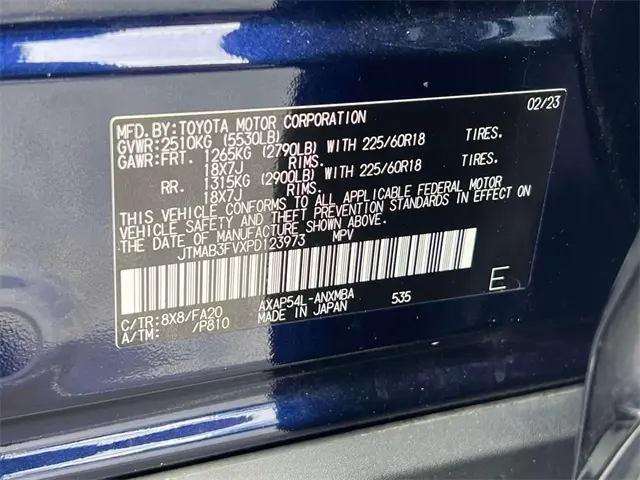 02/23
MFD.BY:TOYOTA MOTOR CORPORATION
GVWR:2510KG (5530LB)
GAWR:FRT. 1265KG (2790LB) WITH 225/60R18 TIRES.
18X7J RIMS.
RR. 1315KG (2900LB) WITH 225/60R18 TIRES.
18X7J RIMS.
THIS VEHICLE CONFORMS TO ALL APPLICABLE FEDERAL MOTOR
VEHICLE SAFETY AND THEFT PREVENTION STANDARDS IN EFFECT ON
THE DATE OF MANUFACTURE SHOWN ABOVE.
JTMAB3FVXPD123973 MPV
C/TR:8X8/FA20 AXAP54L-ANXMBA 535 E
A/TM: /P810 MADE IN JAPAN